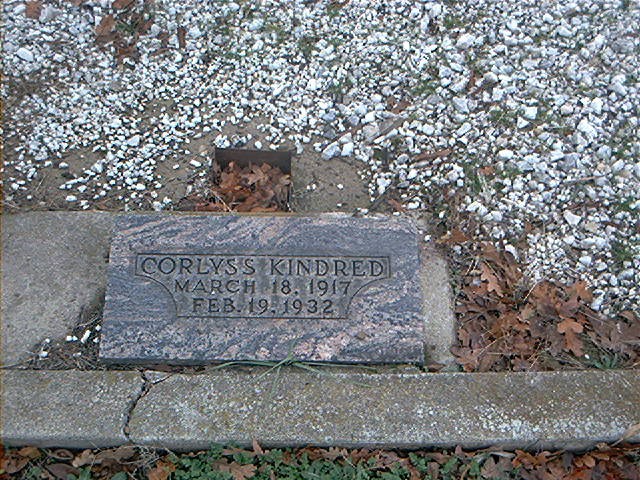 CORLYSS KINDRED
MARCH 18, 1917
FEB. 19, 1932